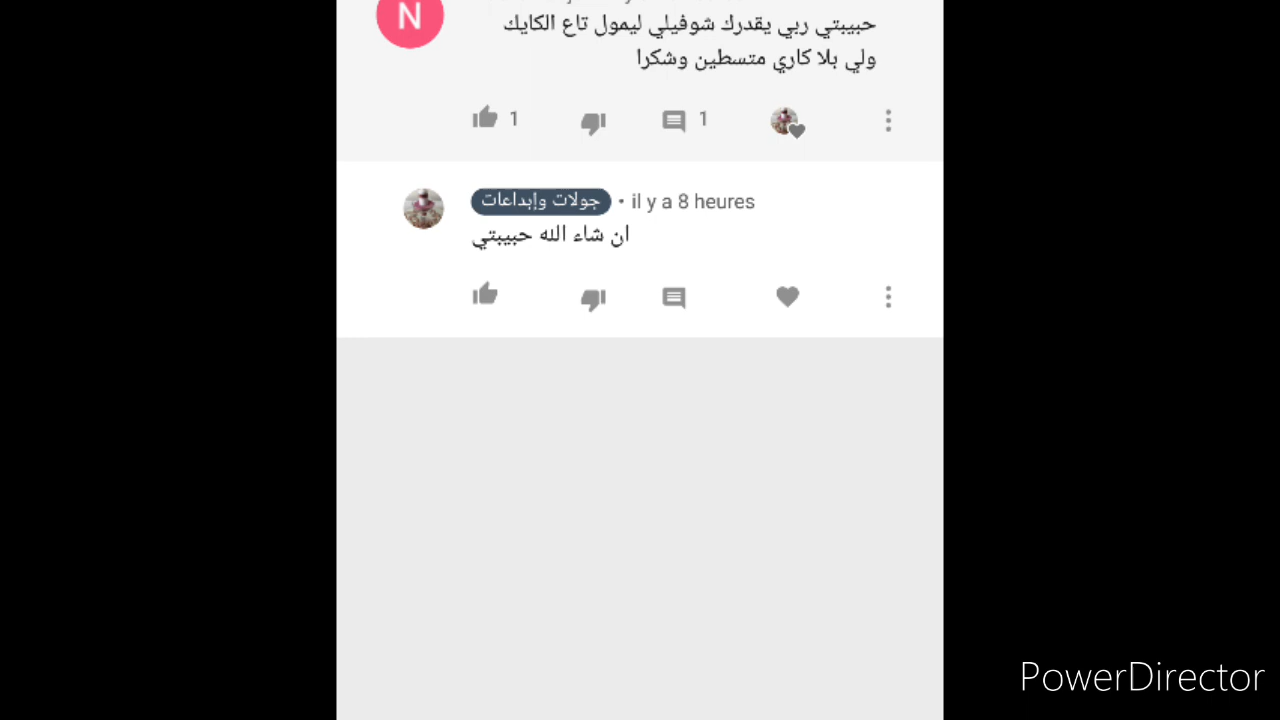 N
حبيبتي ربي يقدرك شوفيلي ليمول تاع الكايك
ولي بلا كاري متسطين وشكرا
1
1
جولات وإبداعات • il y a 8 heures
ان شاء الله حبيبتي
PowerDirector